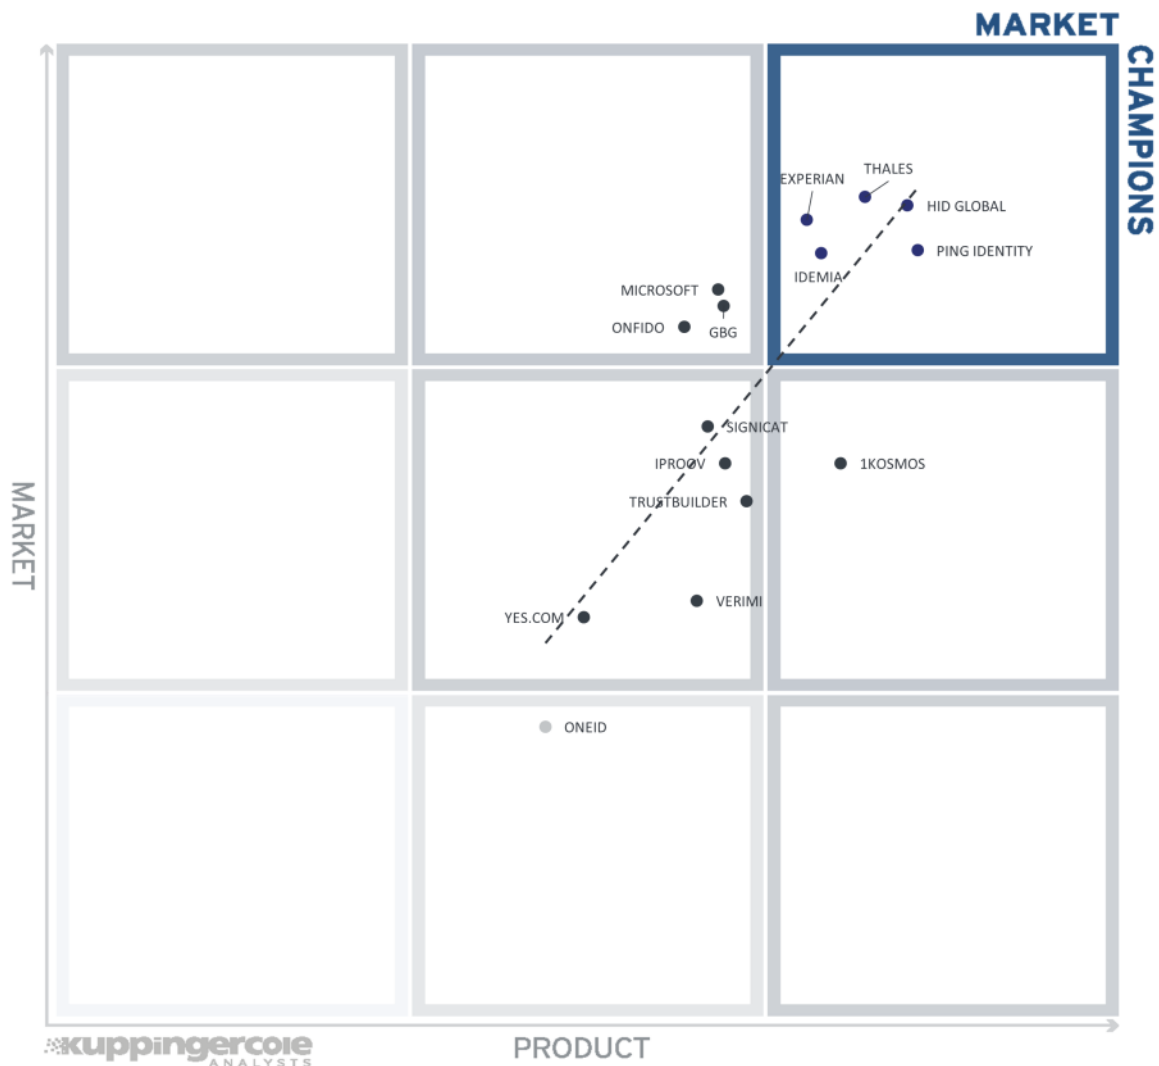 MARKET
CHAMPIONS
THALES
EXPERIAN
HID GLOBAL
PING IDENTITY
IDEMIA
MICROSOFT
ONFIDO
GBG
SIGNICAT
IPROOV
1KOSMOS
TRUSTBUILDER
VERIMI
YES.COM
ONEID
MARKET
PRODUCT
kuppingercole
ANALYSTS